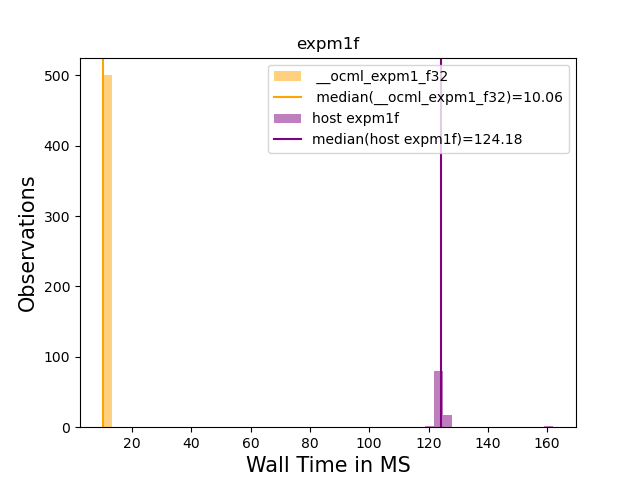 expm1f
500
400
300
200
100
0
Observations
__ocml_expm1_f32
median(__ocml_expm1_f32)=10.06
host expm1f
median(host expm1f)=124.18
20 40 60 80 100 120 140 160
Wall Time in MS